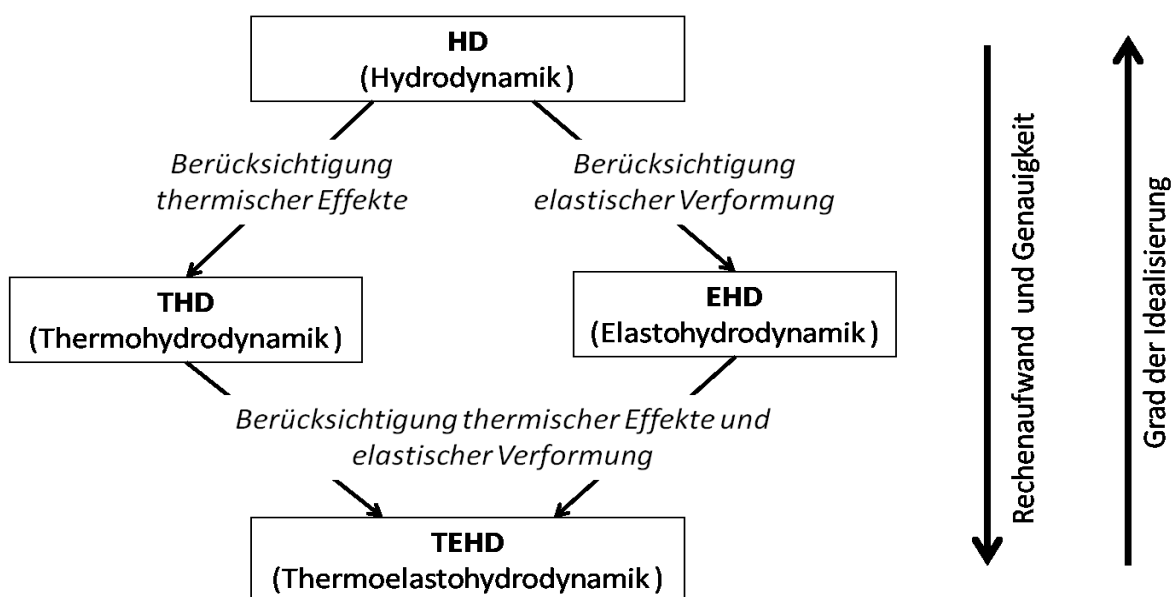 HD
(Hydrodynamik)
Berücksichtigung
thermischer Effekte
Berücksichtigung
elastischer Verformung
THD
(Thermohydrodynamik)
EHD
(Elastohydrodynamik)
Berücksichtigung thermischer Effekte und
elastischer Verformung
TEHD
(Thermoelastohydrodynamik)
Rechenaufwand und Genauigkeit
Grad der Idealisierung